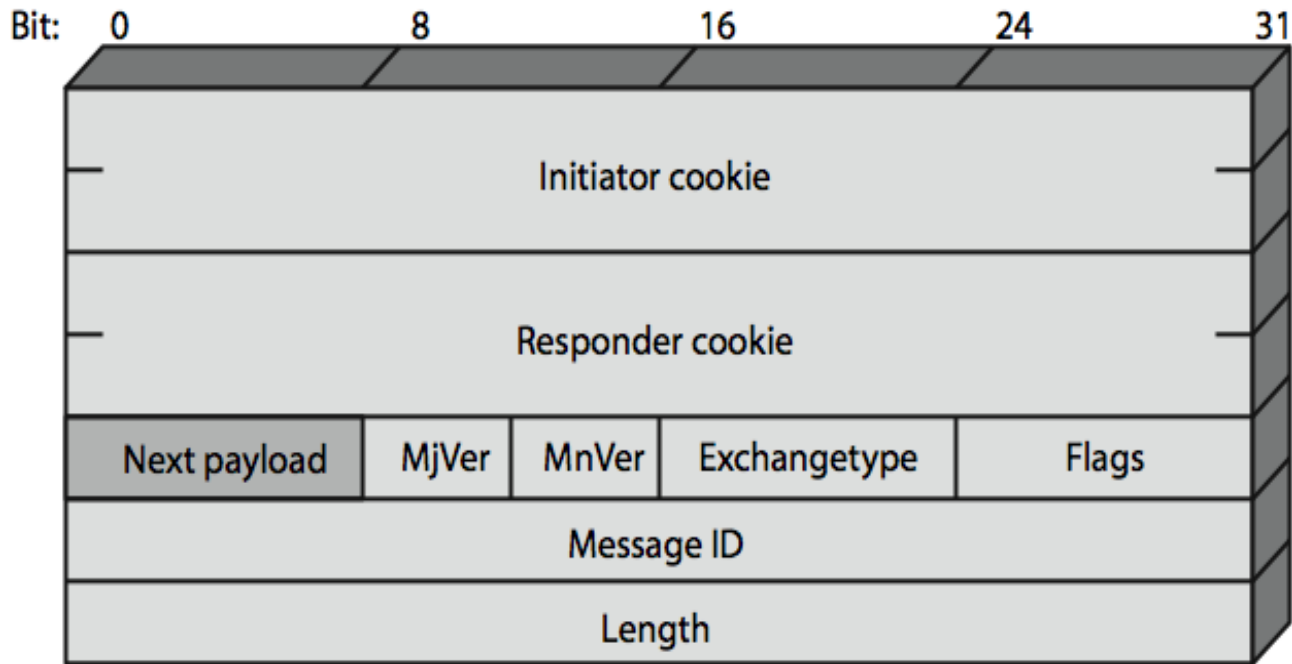 Bit: 0 8 16 24 31
Initiator cookie
Responder cookie
Next payload MjVer MnVer Exchangetype Flags
Message ID
Length